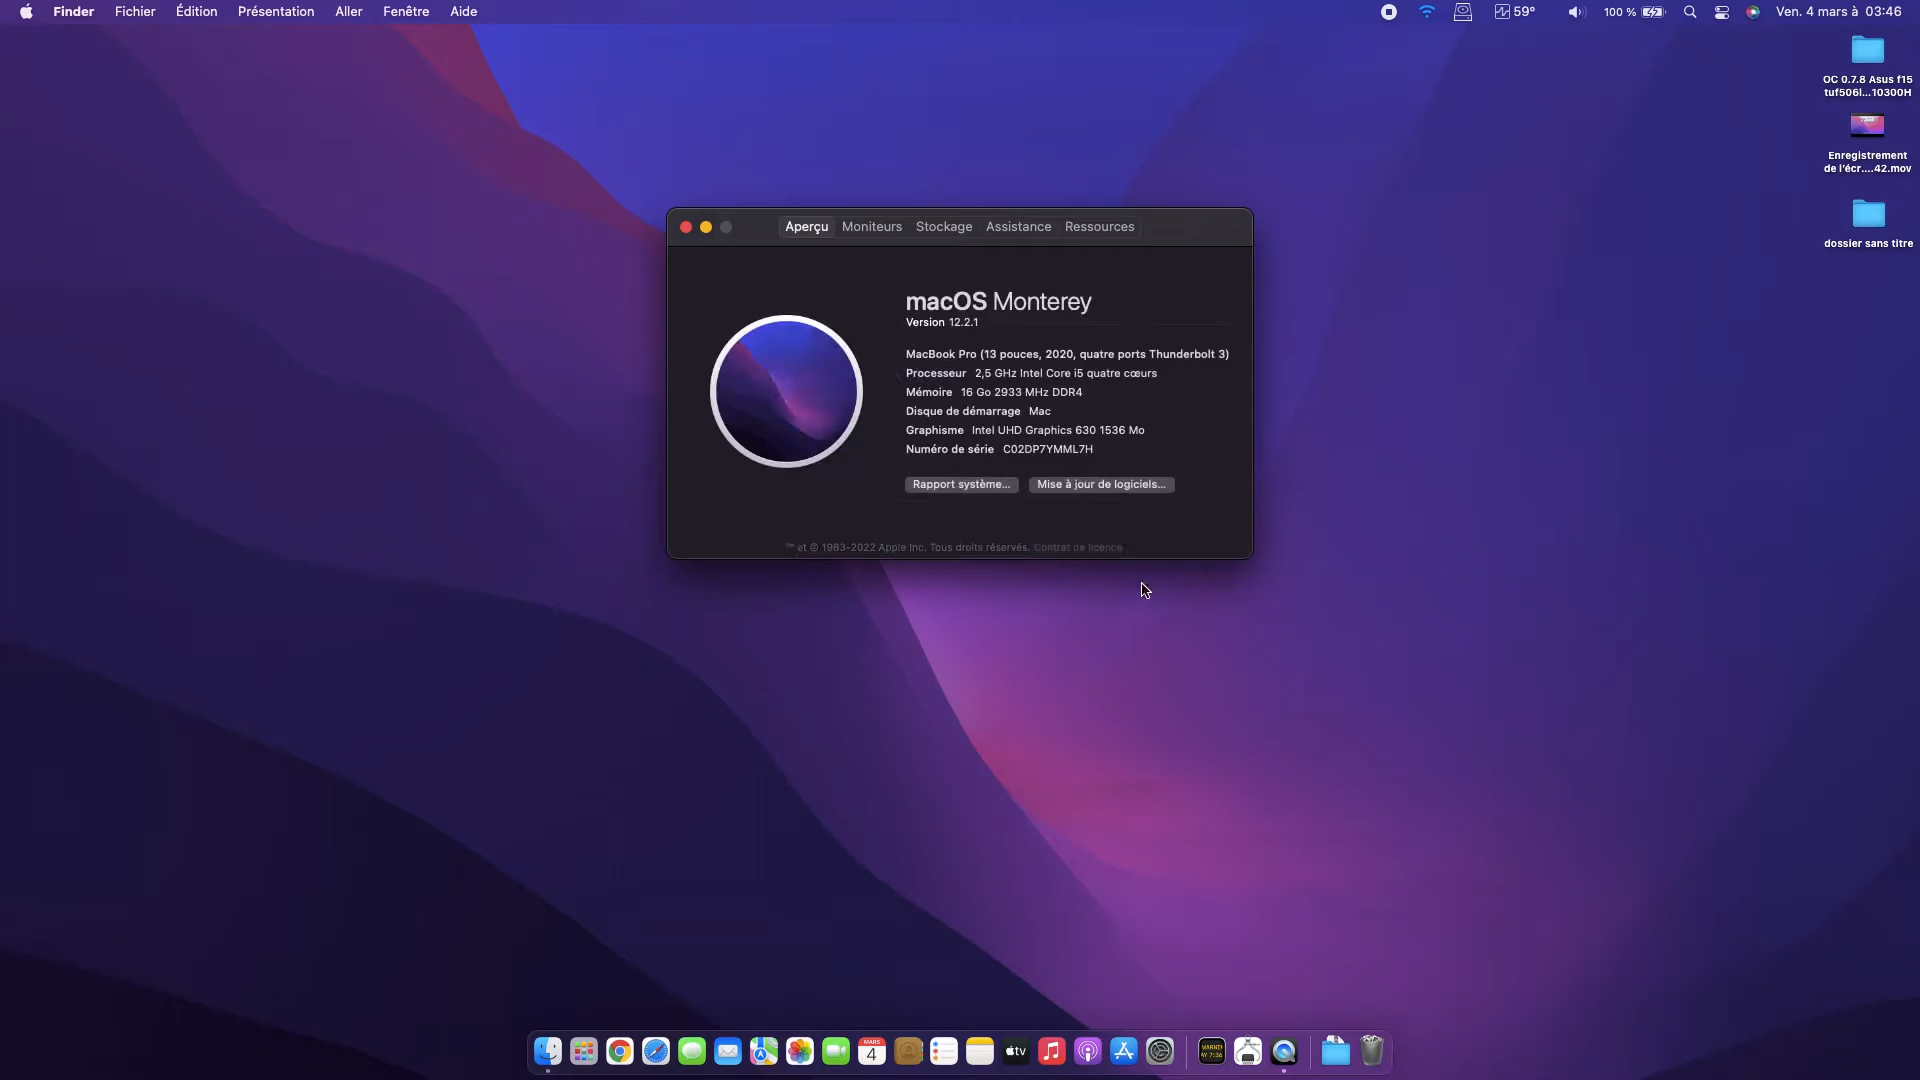 Finder Fichier Édition Présentation Aller Fenêtre Aide
59° 100 % Ven. 4 mars à 03:46
OC 0.7.8 Asus f15
tuf506l...10300H
Enregistrement
de l'écr....42.mov
dossier sans titre
Aperçu Moniteurs Stockage Assistance Ressources
macOS Monterey
Version 12.2.1
MacBook Pro (13 pouces, 2020, quatre ports Thunderbolt 3)
Processeur 2,5 GHz Intel Core i5 quatre cœurs
Mémoire 16 Go 2933 MHz DDR4
Disque de démarrage Mac
Graphisme Intel UHD Graphics 630 1536 Mo
Numéro de série C02DP7YMML7H
Rapport système... Mise à jour de logiciels...
™ et © 1983-2022 Apple Inc. Tous droits réservés. Contrat de licence
MARS
4
tv
WARNIN
AY 7:36